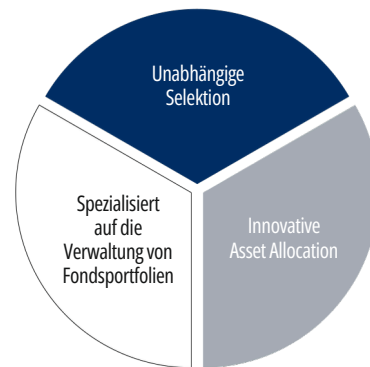 Unabhängige
Selektion
Spezialisiert
auf die
Verwaltung von
Fondsportfolien
Innovative
Asset Allocation